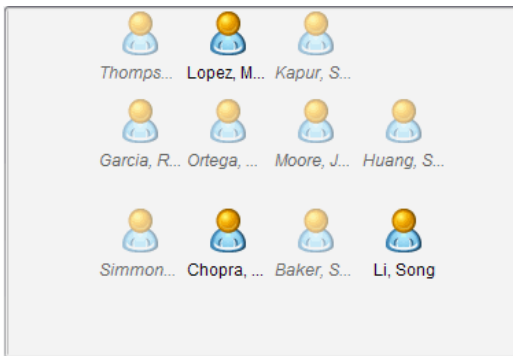 Thomps... Lopez, M... Kapur, S...
Garcia, R... Ortega, ... Moore, J... Huang, S...
Simmon... Chopra, ... Baker, S... Li, Song